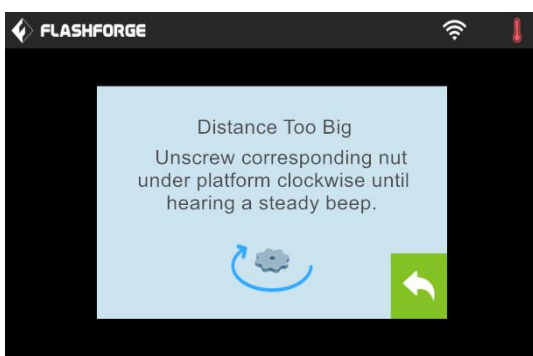 FLASHFORGE
Distance Too Big
Unscrew corresponding nut
under platform clockwise until
hearing a steady beep.